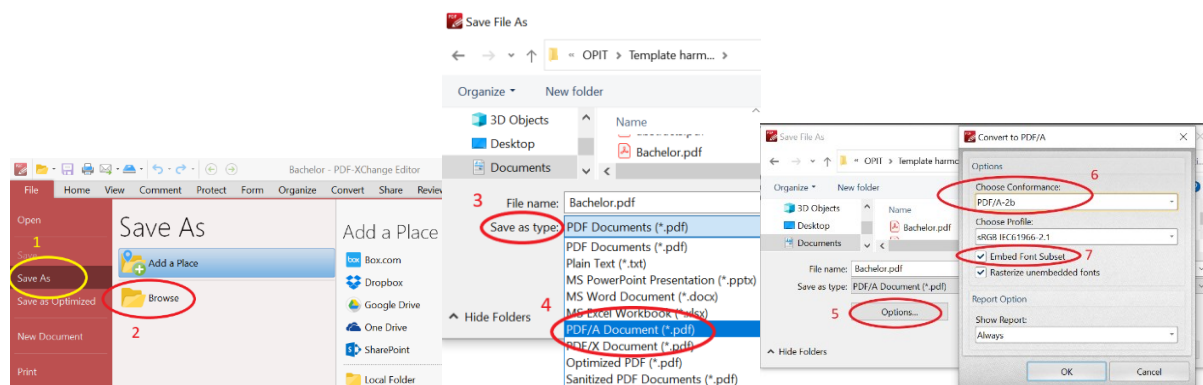 Bachelor - PDF-XChange Editor
File Home View Comment Protect Form Organize Convert Share Review
Open
1
Save
Save As
Save as Optimized
New Document
Print
Save As
Add a Place
Browse
2
Add a Place
Box.com
Dropbox
Google Drive
One Drive
SharePoint
Local Folder
Save File As
« OPIT › Template harm... ›
Organize New folder
3D Objects
Desktop
Documents
Name
Bachelor.pdf
3
File name: Bachelor.pdf
Save as type: PDF Documents (*.pdf)
PDF Documents (*.pdf)
Plain Text (*.txt)
MS PowerPoint Presentation (*.pptx)
MS Word Document (*.docx)
MS Excel Workbook (*.xlsx)
4
PDF/A Document (*.pdf)
PDF/X Document (*.pdf)
Optimized PDF (*.pdf)
Sanitized PDF Documents (*.pdf)
Hide Folders
Save File As
« OPIT › Template harmo
Organize New folder
3D Objects
Desktop
Documents
Name
Bachelor.pdf
File name: Bachelor.pdf
Save as type: PDF/A Document (*.pdf)
5
Options...
Hide Folders
Convert to PDF/A
Options
6
Choose Conformance:
PDF/A-2b
Choose Profile:
sRGB IEC61966-2.1
Embed Font Subset
7
Rasterize unembedded fonts
Report Option
Show Report:
Always
OK Cancel